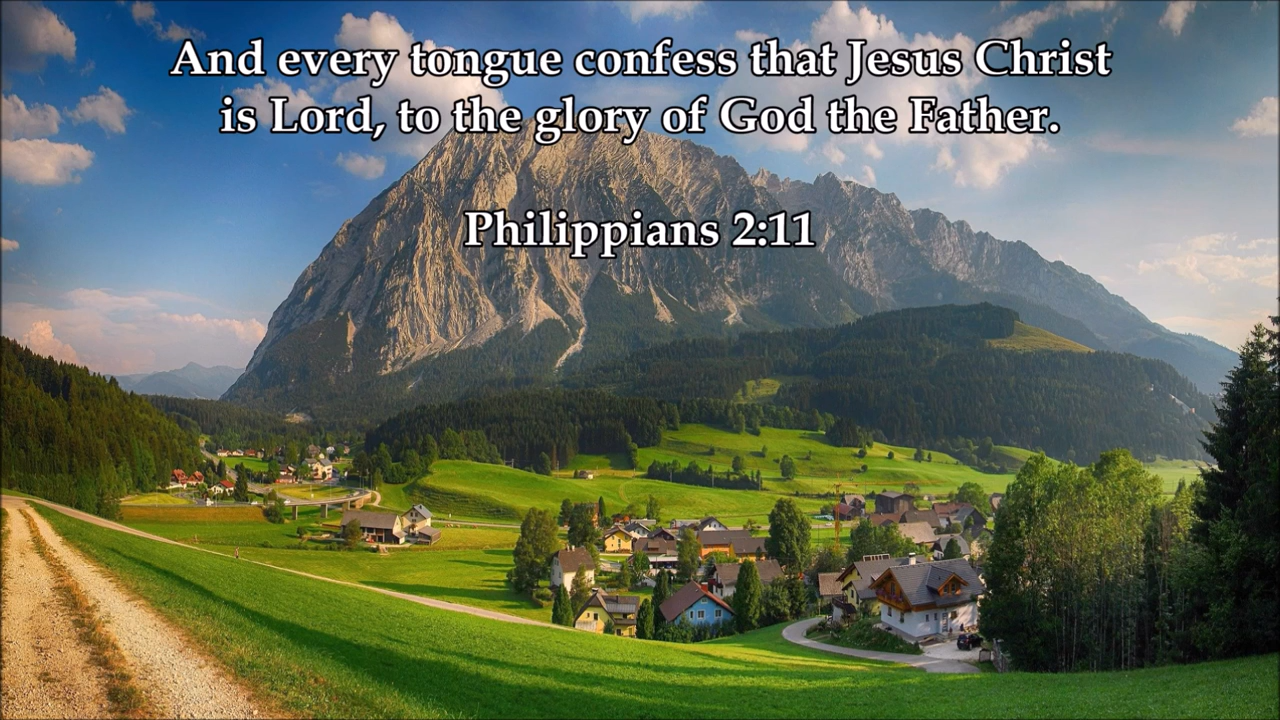 And every tongue confess that Jesus Christ
is Lord, to the glory of God the Father.
Philippians 2:11